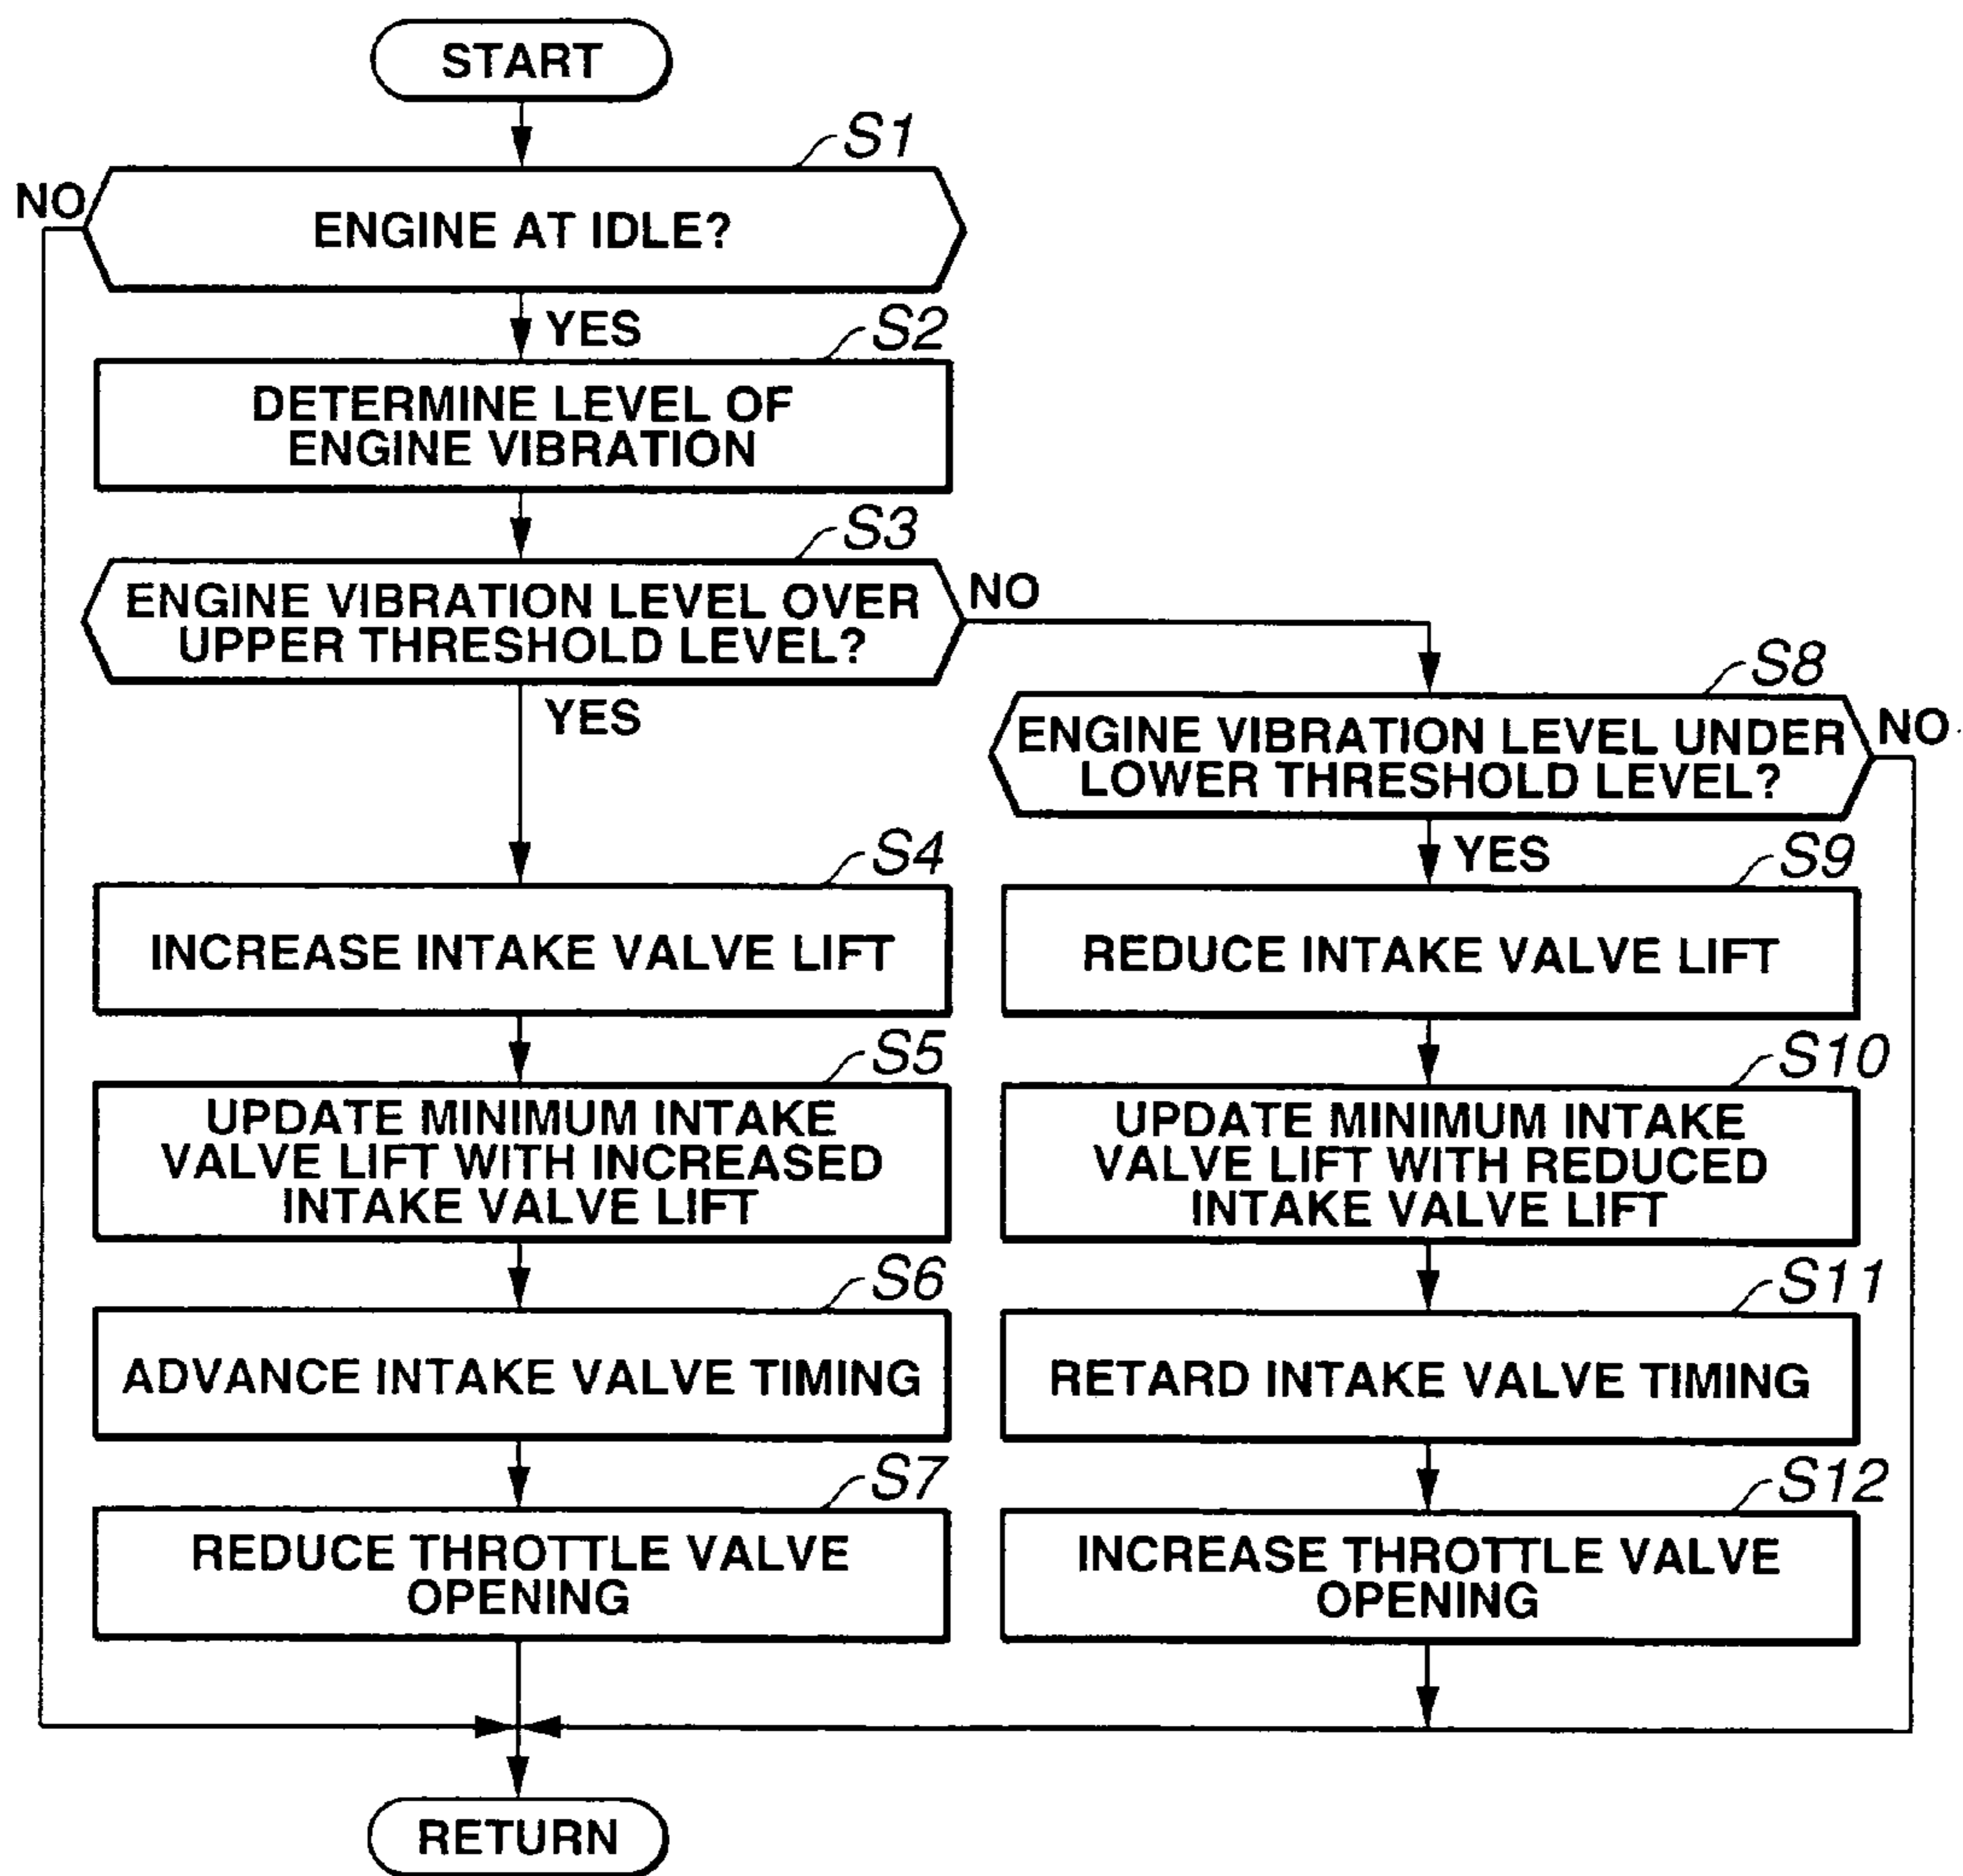 START
S1
NO
ENGINE AT IDLE?
YES
S2
DETERMINE LEVEL OF
ENGINE VIBRATION
S3
ENGINE VIBRATION LEVEL OVER
UPPER THRESHOLD LEVEL?
NO
YES
S8
ENGINE VIBRATION LEVEL UNDER
LOWER THRESHOLD LEVEL?
NO
YES
S4
INCREASE INTAKE VALVE LIFT
S9
REDUCE INTAKE VALVE LIFT
S5
UPDATE MINIMUM INTAKE
VALVE LIFT WITH INCREASED
INTAKE VALVE LIFT
S10
UPDATE MINIMUM INTAKE
VALVE LIFT WITH REDUCED
INTAKE VALVE LIFT
S6
ADVANCE INTAKE VALVE TIMING
S11
RETARD INTAKE VALVE TIMING
S7
REDUCE THROTTLE VALVE
OPENING
S12
INCREASE THROTTLE VALVE
OPENING
RETURN